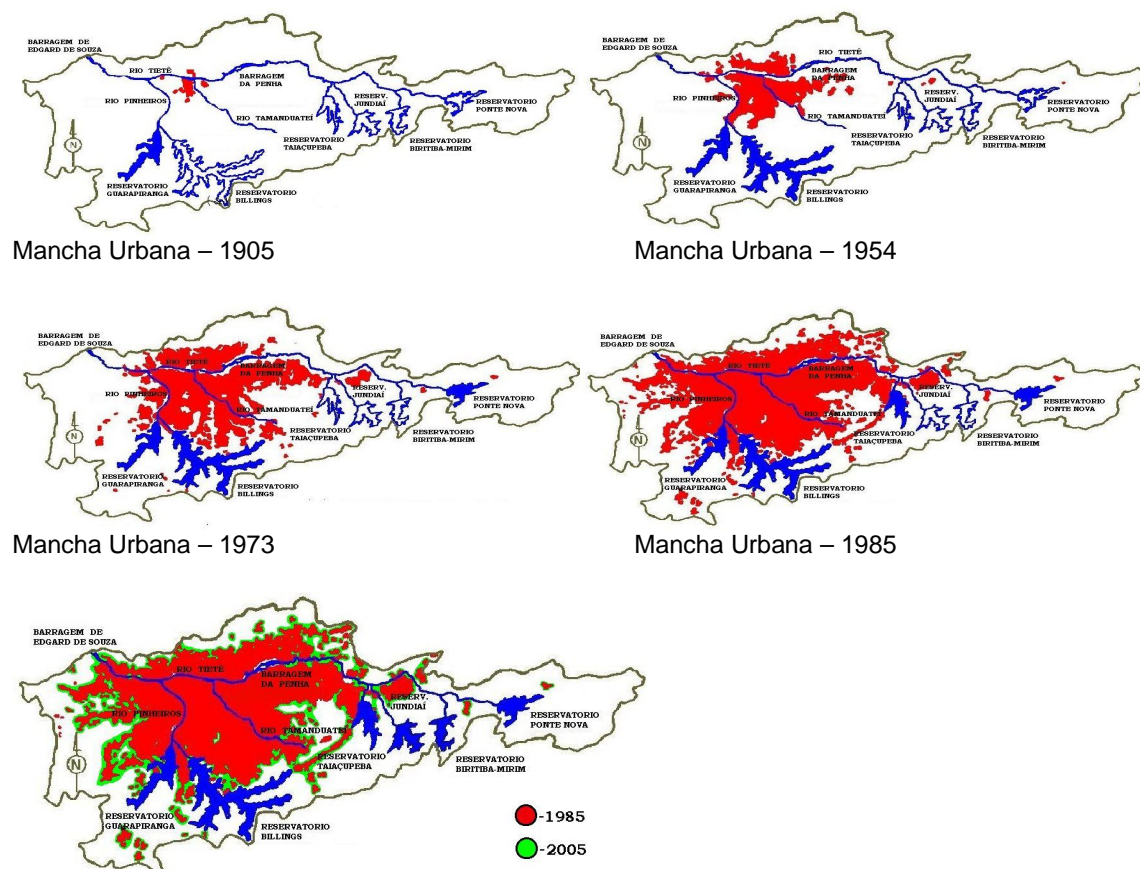 BARRAGEM DE
EDGARD DE SOUZA
RIO TIETÊ
BARRAGEM
DA PENHA
RIO PINHEIROS
RIO TAMANDUATEÍ
RESERV.
JUNDIAÍ
RESERVATORIO
PONTE NOVA
RESERVATORIO
TAIAÇUPEBA
RESERVATORIO
BIRITIBA-MIRIM
N
RESERVATORIO
GUARAPIRANGA
RESERVATORIO
BILLINGS
Mancha Urbana – 1905
BARRAGEM DE
EDGARD DE SOUZA
RIO TIETÊ
BARRAGEM
DA PENHA
RIO PINHEIROS
RIO TAMANDUATEÍ
RESERV.
JUNDIAÍ
RESERVATORIO
PONTE NOVA
RESERVATORIO
TAIAÇUPEBA
RESERVATORIO
BIRITIBA-MIRIM
N
RESERVATORIO
GUARAPIRANGA
RESERVATORIO
BILLINGS
Mancha Urbana – 1954
BARRAGEM DE
EDGARD DE SOUZA
RIO TIETÊ
BARRAGEM
DA PENHA
RIO PINHEIROS
RIO TAMANDUATEÍ
RESERV.
JUNDIAÍ
RESERVATORIO
PONTE NOVA
RESERVATORIO
TAIAÇUPEBA
RESERVATORIO
BIRITIBA-MIRIM
N
RESERVATORIO
GUARAPIRANGA
RESERVATORIO
BILLINGS
Mancha Urbana – 1973
BARRAGEM DE
EDGARD DE SOUZA
RIO TIETÊ
BARRAGEM
DA PENHA
RIO PINHEIROS
RIO TAMANDUATEÍ
RESERV.
JUNDIAÍ
RESERVATORIO
PONTE NOVA
RESERVATORIO
TAIAÇUPEBA
RESERVATORIO
BIRITIBA-MIRIM
N
RESERVATORIO
GUARAPIRANGA
RESERVATORIO
BILLINGS
Mancha Urbana – 1985
BARRAGEM DE
EDGARD DE SOUZA
RIO TIETÊ
BARRAGEM
DA PENHA
RIO PINHEIROS
RIO TAMANDUATEÍ
RESERV.
JUNDIAÍ
RESERVATORIO
PONTE NOVA
RESERVATORIO
TAIAÇUPEBA
RESERVATORIO
BIRITIBA-MIRIM
N
RESERVATORIO
GUARAPIRANGA
RESERVATORIO
BILLINGS
-1985
-2005